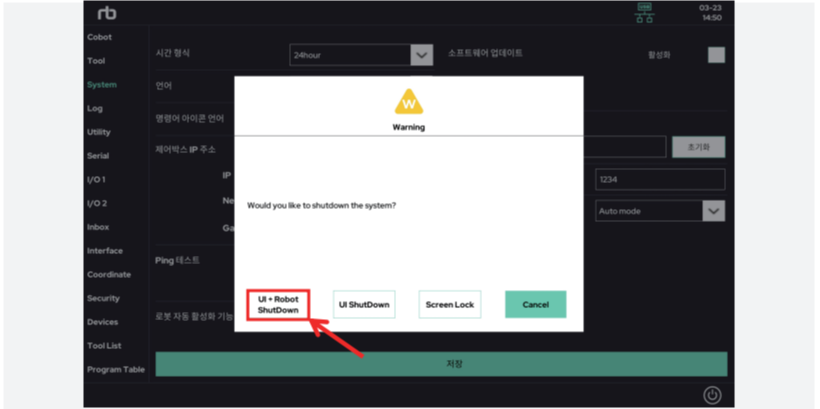 rb
USB
03-23
14:50
Cobot
Tool
System
Log
Utility
Serial
I/O 1
I/O 2
Inbox
Interface
Coordinate
Security
Devices
Tool List
Program Table
시간 형식
24hour
소프트웨어 업데이트
활성화
언어
명령어 아이콘 언어
제어박스 IP 주소
초기화
IP
1234
Ne
Auto mode
Ga
Ping 테스트
로봇 자동 활성화 기능
W
Warning
Would you like to shutdown the system?
UI + Robot
ShutDown
UI ShutDown
Screen Lock
Cancel
저장